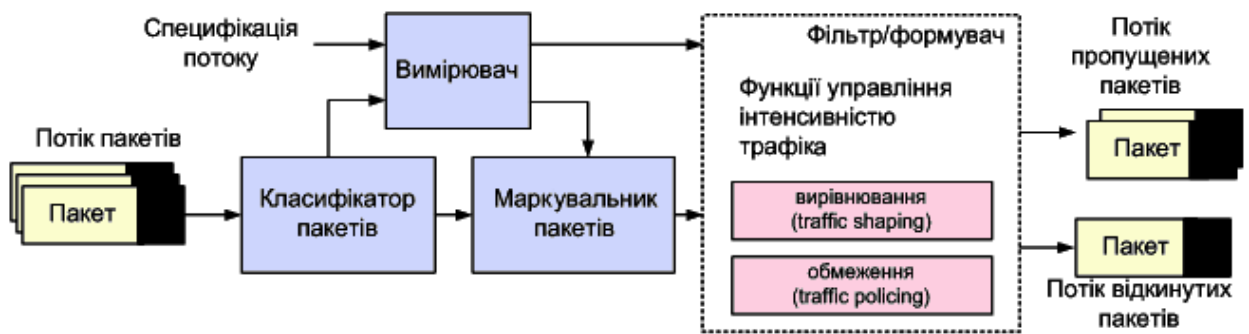 Специфікація
потоку
Вимірювач
Потік пакетів
Пакет
Класифікатор
пакетів
Маркувальник
пакетів
Фільтр/формувач
Функції управління
інтенсивністю
трафіка
вирівнювання
(traffic shaping)
обмеження
(traffic policing)
Потік
пропущених
пакетів
Пакет
Пакет
Потік відкинутих
пакетів